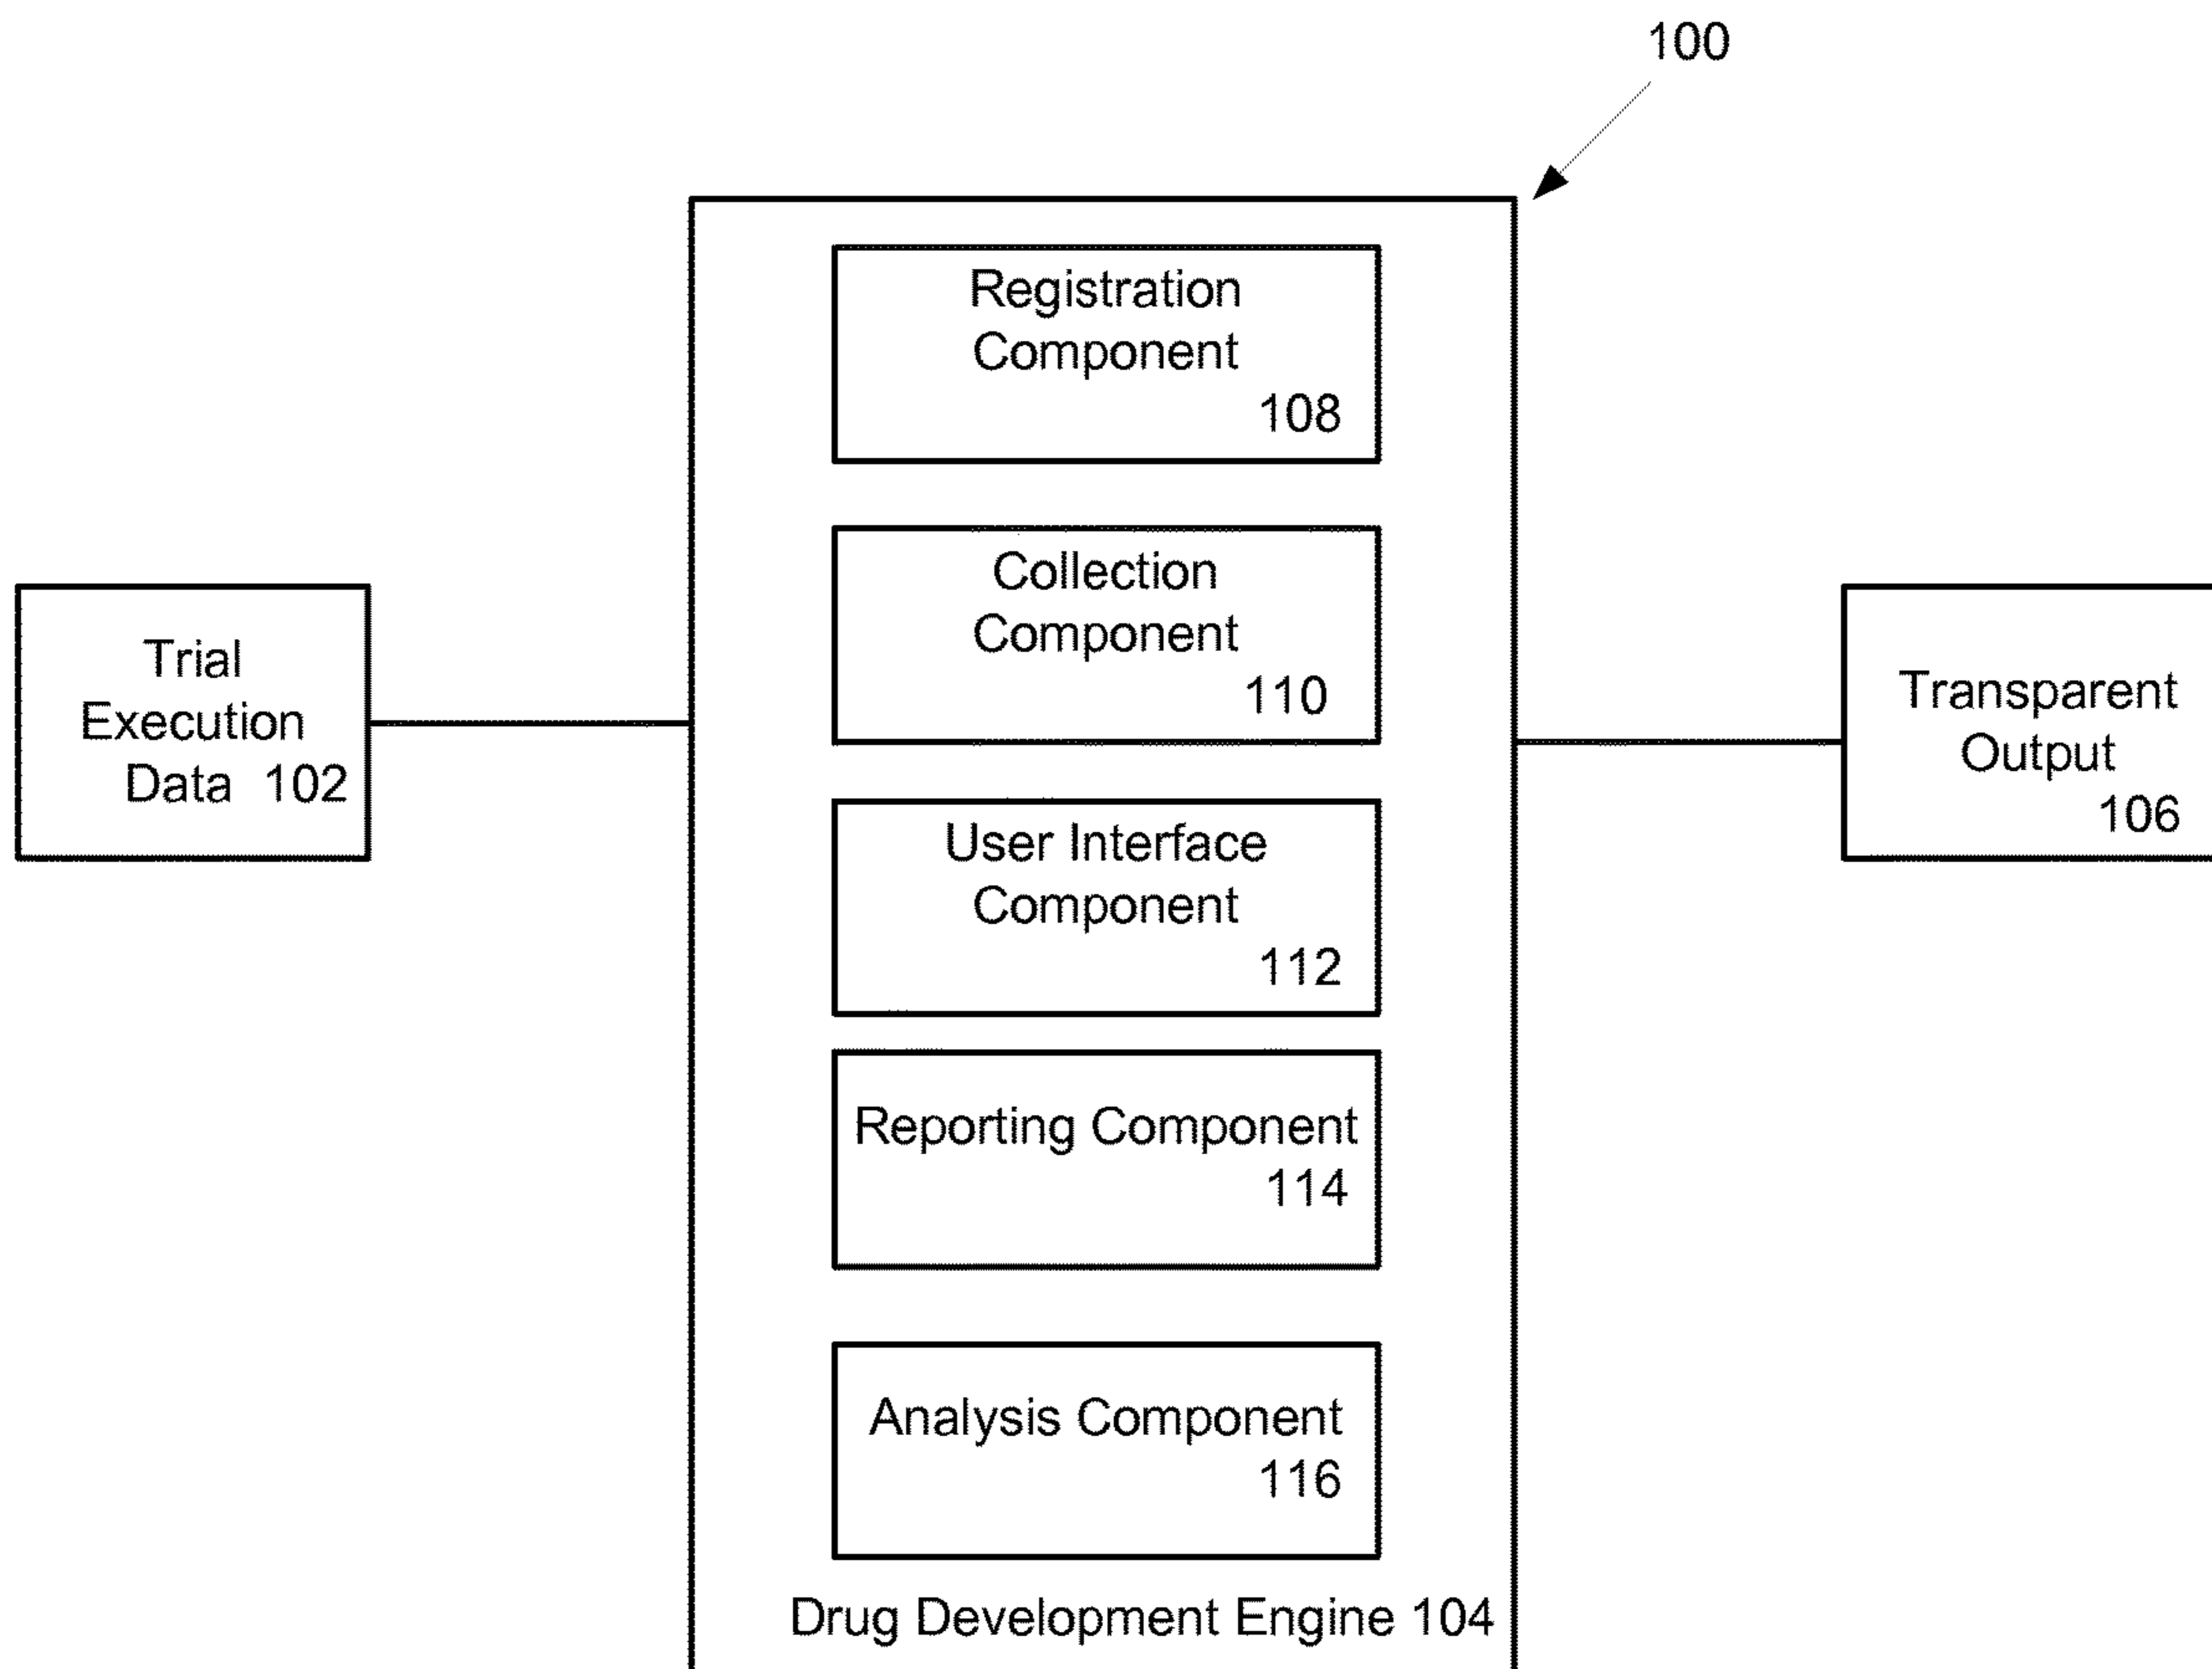 100
Registration
Component
108
Collection
Component
110
Trial
Execution
Data 102
User Interface
Component
112
Transparent
Output
106
Reporting Component
114
Analysis Component
116
Drug Development Engine 104